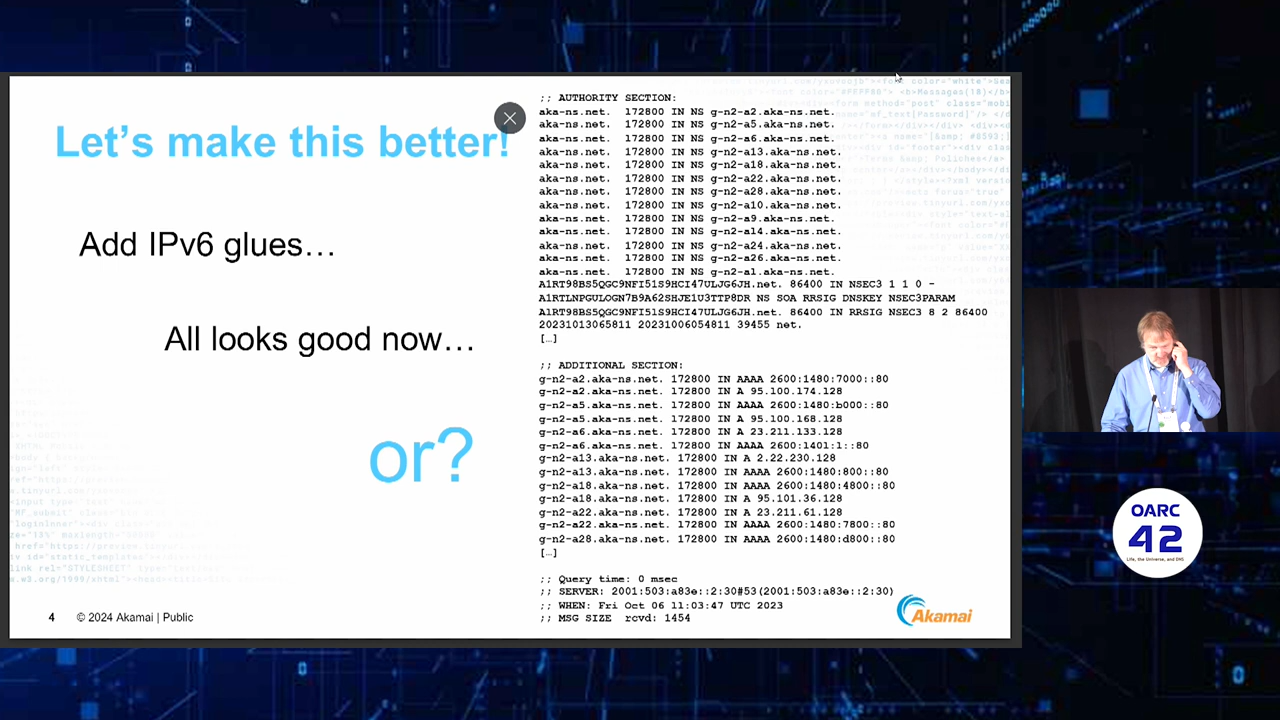 Let's make this better!
Add IPv6 glues…
All looks good now…
or?
;; AUTHORITY SECTION:
aka-ns.net. 172800 IN NS g-n2-a2.aka-ns.net.
aka-ns.net. 172800 IN NS g-n2-a5.aka-ns.net.
aka-ns.net. 172800 IN NS g-n2-a6.aka-ns.net.
aka-ns.net. 172800 IN NS g-n2-a13.aka-ns.net.
aka-ns.net. 172800 IN NS g-n2-a18.aka-ns.net.
aka-ns.net. 172800 IN NS g-n2-a22.aka-ns.net.
aka-ns.net. 172800 IN NS g-n2-a28.aka-ns.net.
aka-ns.net. 172800 IN NS g-n2-a10.aka-ns.net.
aka-ns.net. 172800 IN NS g-n2-a9.aka-ns.net.
aka-ns.net. 172800 IN NS g-n2-a14.aka-ns.net.
aka-ns.net. 172800 IN NS g-n2-a24.aka-ns.net.
aka-ns.net. 172800 IN NS g-n2-a26.aka-ns.net.
aka-ns.net. 172800 IN NS g-n2-a1.aka-ns.net.
A1RT98BS5QGC9NFI51S9HCI47ULJG6JH.net. 86400 IN NSEC3 1 1 0 -
A1RTLNPGULOGN7B9A62SHJE1U3TTP8DR NS SOA RRSIG DNSKEY NSEC3PARAM
A1RT98BS5QGC9NFI51S9HCI47ULJG6JH.net. 86400 IN RRSIG NSEC3 8 2 86400
20231013065811 20231006054811 39455 net.
[…]
;; ADDITIONAL SECTION:
g-n2-a2.aka-ns.net. 172800 IN AAAA 2600:1480:7000::80
g-n2-a2.aka-ns.net. 172800 IN A 95.100.174.128
g-n2-a5.aka-ns.net. 172800 IN AAAA 2600:1480:b000::80
g-n2-a5.aka-ns.net. 172800 IN A 95.100.168.128
g-n2-a6.aka-ns.net. 172800 IN A 23.211.133.128
g-n2-a6.aka-ns.net. 172800 IN AAAA 2600:1401:1::80
g-n2-a13.aka-ns.net. 172800 IN A 2.22.230.128
g-n2-a13.aka-ns.net. 172800 IN AAAA 2600:1480:800::80
g-n2-a18.aka-ns.net. 172800 IN AAAA 2600:1480:4800::80
g-n2-a18.aka-ns.net. 172800 IN A 95.101.36.128
g-n2-a22.aka-ns.net. 172800 IN A 23.211.61.128
g-n2-a22.aka-ns.net. 172800 IN AAAA 2600:1480:7800::80
g-n2-a28.aka-ns.net. 172800 IN AAAA 2600:1480:d800::80
[…]
;; Query time: 0 msec
;; SERVER: 2001:503:a83e::2:30#53(2001:503:a83e::2:30)
;; WHEN: Fri Oct 06 11:03:47 UTC 2023
;; MSG SIZE rcvd: 1454
4 © 2024 Akamai | Public
Akamai
OARC
42
Life, the Universe, and DNS